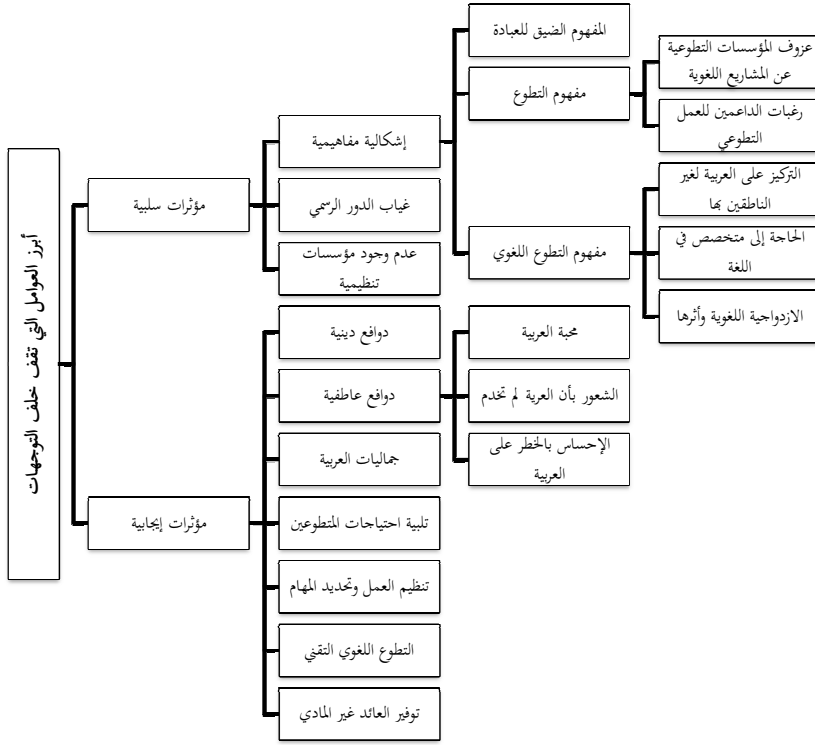 أبرز العوامل التي تقف خلف التوجهات
مؤثرات سلبية
إشكالية مفاهيمية
المفهوم الضيق للعبادة
مفهوم التطوع
عزوف المؤسسات التطوعية
عن المشاريع اللغوية
رغبات الداعمين للعمل
التطوعي
مفهوم التطوع اللغوي
التركيز على العربية لغير
الناطقين بها
الحاجة إلى متخصص في
اللغة
الازدواجية اللغوية وأثرها
غياب الدور الرسمي
عدم وجود مؤسسات
تنظيمية
مؤثرات إيجابية
دوافع دينية
دوافع عاطفية
محبة العربية
الشعور بأن العربة لم تخدم
الإحساس بالخطر على
العربية
جماليات العربية
تلبية احتياجات المتطوعين
تنظيم العمل وتحديد المهام
التطوع اللغوي التقني
توفير العائد غير المادي